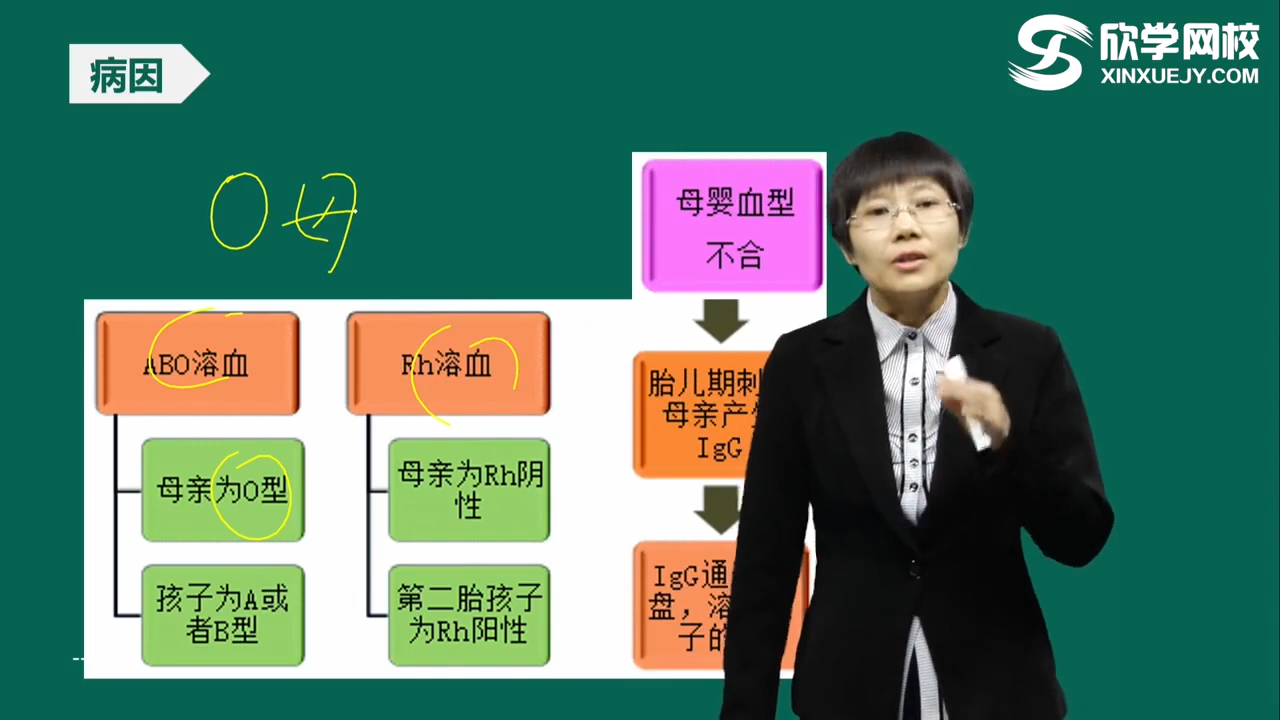 病因
欣学网校
XINXUEJY.COM
O母
母婴血型
不合
ABO溶血
Rh溶血
胎儿期刺
母亲产生
IgG
母亲为O型
母亲为Rh阴
性
孩子为A或
者B型
第二胎孩子
为Rh阳性
IgG通
盘，溶
子的